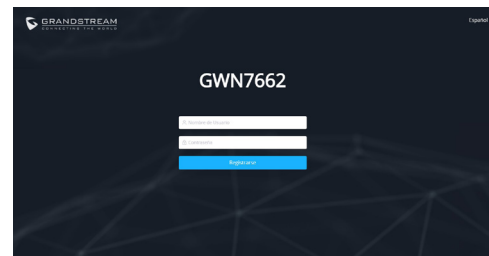 GRANDSTREAM
CONNECTING THE WORLD
Español
GWN7662
Nombre de Usuario
Contraseña
Registrarse